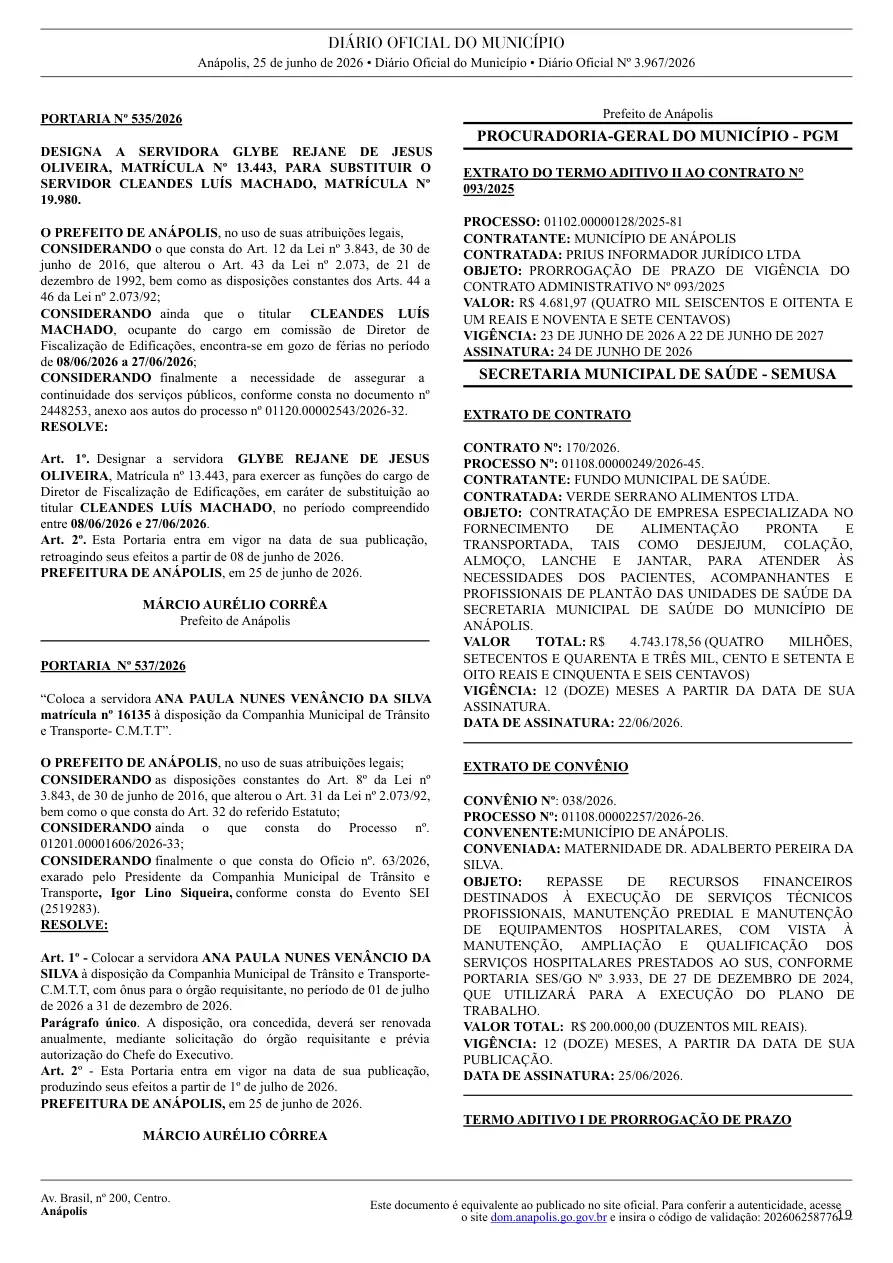 DIÁRIO OFICIAL DO MUNICÍPIO
Anápolis, 25 de junho de 2026 • Diário Oficial do Município • Diário Oficial Nº 3.967/2026
PORTARIA Nº 535/2026
DESIGNA A SERVIDORA GLYBE REJANE DE JESUS
OLIVEIRA, MATRÍCULA Nº 13.443, PARA SUBSTITUIR O
SERVIDOR CLEANDES LUÍS MACHADO, MATRÍCULA Nº
19.980.
O PREFEITO DE ANÁPOLIS, no uso de suas atribuições legais,
CONSIDERANDO o que consta do Art. 12 da Lei nº 3.843, de 30 de
junho de 2016, que alterou o Art. 43 da Lei nº 2.073, de 21 de
dezembro de 1992, bem como as disposições constantes dos Arts. 44 a
46 da Lei nº 2.073/92;
CONSIDERANDO ainda que o titular CLEANDES LUÍS
MACHADO, ocupante do cargo em comissão de Diretor de
Fiscalização de Edificações, encontra-se em gozo de férias no período
de 08/06/2026 a 27/06/2026;
CONSIDERANDO finalmente a necessidade de assegurar a
continuidade dos serviços públicos, conforme consta no documento nº
2448253, anexo aos autos do processo nº 01120.00002543/2026-32.
RESOLVE:
Art. 1º. Designar a servidora GLYBE REJANE DE JESUS
OLIVEIRA, Matrícula nº 13.443, para exercer as funções do cargo de
Diretor de Fiscalização de Edificações, em caráter de substituição ao
titular CLEANDES LUÍS MACHADO, no período compreendido
entre 08/06/2026 e 27/06/2026.
Art. 2º. Esta Portaria entra em vigor na data de sua publicação,
retroagindo seus efeitos a partir de 08 de junho de 2026.
PREFEITURA DE ANÁPOLIS, em 25 de junho de 2026.
MÁRCIO AURÉLIO CORRÊA
Prefeito de Anápolis
PORTARIA Nº 537/2026
“Coloca a servidora ANA PAULA NUNES VENÂNCIO DA SILVA
matrícula nº 16135 à disposição da Companhia Municipal de Trânsito
e Transporte- C.M.T.T”.
O PREFEITO DE ANÁPOLIS, no uso de suas atribuições legais;
CONSIDERANDO as disposições constantes do Art. 8º da Lei nº
3.843, de 30 de junho de 2016, que alterou o Art. 31 da Lei nº 2.073/92,
bem como o que consta do Art. 32 do referido Estatuto;
CONSIDERANDO ainda o que consta do Processo nº.
01201.00001606/2026-33;
CONSIDERANDO finalmente o que consta do Ofício nº. 63/2026,
exarado pelo Presidente da Companhia Municipal de Trânsito e
Transporte, Igor Lino Siqueira, conforme consta do Evento SEI
(2519283).
RESOLVE:
Art. 1º - Colocar a servidora ANA PAULA NUNES VENÂNCIO DA
SILVA à disposição da Companhia Municipal de Trânsito e Transporte-
C.M.T.T, com ônus para o órgão requisitante, no período de 01 de julho
de 2026 a 31 de dezembro de 2026.
Parágrafo único. A disposição, ora concedida, deverá ser renovada
anualmente, mediante solicitação do órgão requisitante e prévia
autorização do Chefe do Executivo.
Art. 2º - Esta Portaria entra em vigor na data de sua publicação,
produzindo seus efeitos a partir de 1º de julho de 2026.
PREFEITURA DE ANÁPOLIS, em 25 de junho de 2026.
MÁRCIO AURÉLIO CÔRREA
Prefeito de Anápolis
PROCURADORIA-GERAL DO MUNICÍPIO - PGM
EXTRATO DO TERMO ADITIVO II AO CONTRATO N°
093/2025
PROCESSO: 01102.00000128/2025-81
CONTRATANTE: MUNICÍPIO DE ANÁPOLIS
CONTRATADA: PRIUS INFORMADOR JURÍDICO LTDA
OBJETO: PRORROGAÇÃO DE PRAZO DE VIGÊNCIA DO
CONTRATO ADMINISTRATIVO Nº 093/2025
VALOR: R$ 4.681,97 (QUATRO MIL SEISCENTOS E OITENTA E
UM REAIS E NOVENTA E SETE CENTAVOS)
VIGÊNCIA: 23 DE JUNHO DE 2026 A 22 DE JUNHO DE 2027
ASSINATURA: 24 DE JUNHO DE 2026
SECRETARIA MUNICIPAL DE SAÚDE - SEMUSA
EXTRATO DE CONTRATO
CONTRATO Nº: 170/2026.
PROCESSO Nº: 01108.00000249/2026-45.
CONTRATANTE: FUNDO MUNICIPAL DE SAÚDE.
CONTRATADA: VERDE SERRANO ALIMENTOS LTDA.
OBJETO: CONTRATAÇÃO DE EMPRESA ESPECIALIZADA NO
FORNECIMENTO DE ALIMENTAÇÃO PRONTA E
TRANSPORTADA, TAIS COMO DESJEJUM, COLAÇÃO,
ALMOÇO, LANCHE E JANTAR, PARA ATENDER ÀS
NECESSIDADES DOS PACIENTES, ACOMPANHANTES E
PROFISSIONAIS DE PLANTÃO DAS UNIDADES DE SAÚDE DA
SECRETARIA MUNICIPAL DE SAÚDE DO MUNICÍPIO DE
ANÁPOLIS.
VALOR TOTAL: R$ 4.743.178,56 (QUATRO MILHÕES,
SETECENTOS E QUARENTA E TRÊS MIL, CENTO E SETENTA E
OITO REAIS E CINQUENTA E SEIS CENTAVOS)
VIGÊNCIA: 12 (DOZE) MESES A PARTIR DA DATA DE SUA
ASSINATURA.
DATA DE ASSINATURA: 22/06/2026.
EXTRATO DE CONVÊNIO
CONVÊNIO Nº: 038/2026.
PROCESSO Nº: 01108.00002257/2026-26.
CONVENENTE:MUNICÍPIO DE ANÁPOLIS.
CONVENIADA: MATERNIDADE DR. ADALBERTO PEREIRA DA
SILVA.
OBJETO: REPASSE DE RECURSOS FINANCEIROS
DESTINADOS À EXECUÇÃO DE SERVIÇOS TÉCNICOS
PROFISSIONAIS, MANUTENÇÃO PREDIAL E MANUTENÇÃO
DE EQUIPAMENTOS HOSPITALARES, COM VISTA À
MANUTENÇÃO, AMPLIAÇÃO E QUALIFICAÇÃO DOS
SERVIÇOS HOSPITALARES PRESTADOS AO SUS, CONFORME
PORTARIA SES/GO Nº 3.933, DE 27 DE DEZEMBRO DE 2024,
QUE UTILIZARÁ PARA A EXECUÇÃO DO PLANO DE
TRABALHO.
VALOR TOTAL: R$ 200.000,00 (DUZENTOS MIL REAIS).
VIGÊNCIA: 12 (DOZE) MESES, A PARTIR DA DATA DE SUA
PUBLICAÇÃO.
DATA DE ASSINATURA: 25/06/2026.
TERMO ADITIVO I DE PRORROGAÇÃO DE PRAZO
Av. Brasil, nº 200, Centro.
Anápolis
Este documento é equivalente ao publicado no site oficial. Para conferir a autenticidade, acesse
o site dom.anapolis.go.gov.br e insira o código de validação: 202606258776
19